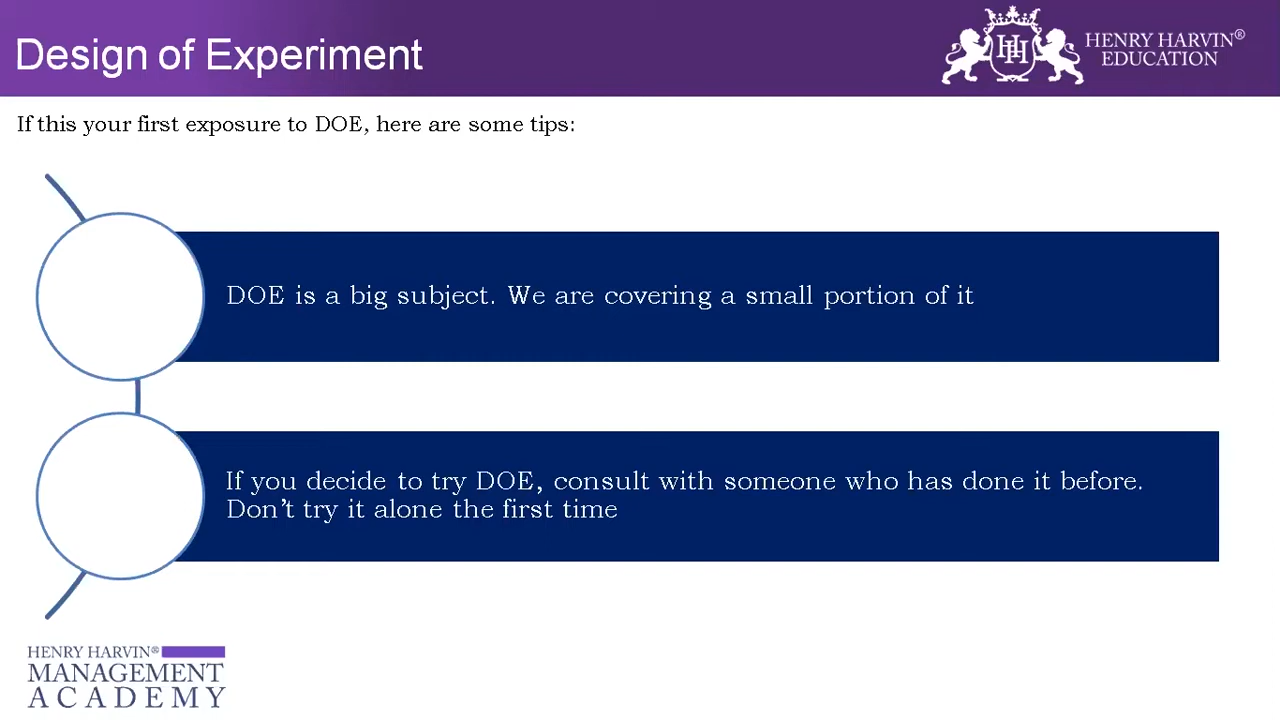 Design of Experiment
HENRY HARVIN®
EDUCATION
If this your first exposure to DOE, here are some tips:
DOE is a big subject. We are covering a small portion of it
If you decide to try DOE, consult with someone who has done it before.
Don't try it alone the first time
HENRY HARVIN®
MANAGEMENT
ACADEMY